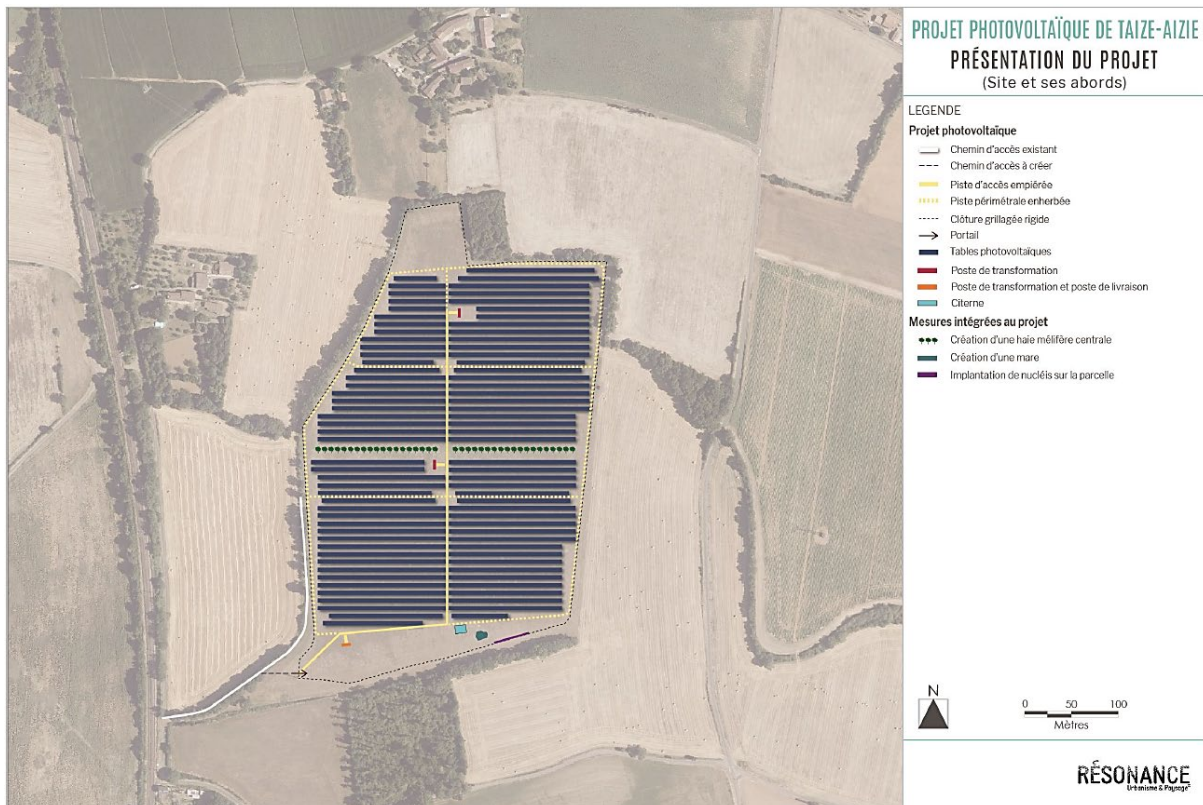 PROJET PHOTOVOLTAÏQUE DE TAIZE-AIZIE
PRÉSENTATION DU PROJET
(Site et ses abords)
LEGENDE
Projet photovoltaïque
Chemin d'accès existant
Chemin d'accès à créer
Piste d'accès empiérée
Piste périmétrale enherbée
Clôture grillagée rigide
Portail
Tables photovoltaïques
Poste de transformation
Poste de transformation et poste de livraison
Citerne
Mesures intégrées au projet
Création d'une haie mélifère centrale
Création d'une mare
Implantation de nucléis sur la parcelle
N
0 50 100
Mètres
RÉSONANCE
Urbanisme & Paysage